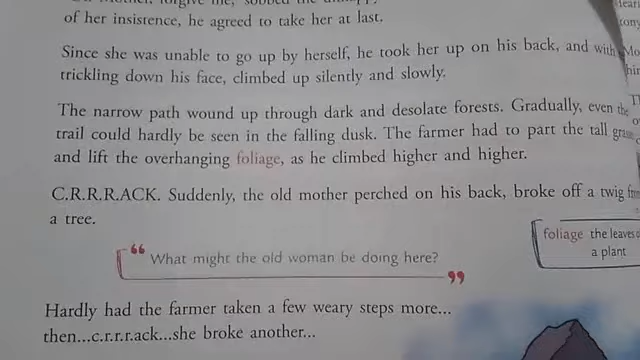 of her insistence, he agreed to take her at last.
Since she was unable to go up by herself, he took her up on his back, and with
trickling down his face, climbed up silently and slowly.
The narrow path wound up through dark and desolate forests. Gradually, even the
trail could hardly be seen in the falling dusk. The farmer had to part the tall
and lift the overhanging foliage, as he climbed higher and higher.
C.R.R.R.ACK. Suddenly, the old mother perched on his back, broke off a twig
a tree.
foliage the leaves
a plant
“ What might the old woman be doing here? ”
Hardly had the farmer taken a few weary steps more...
then...c.r.r.r.ack...she broke another...